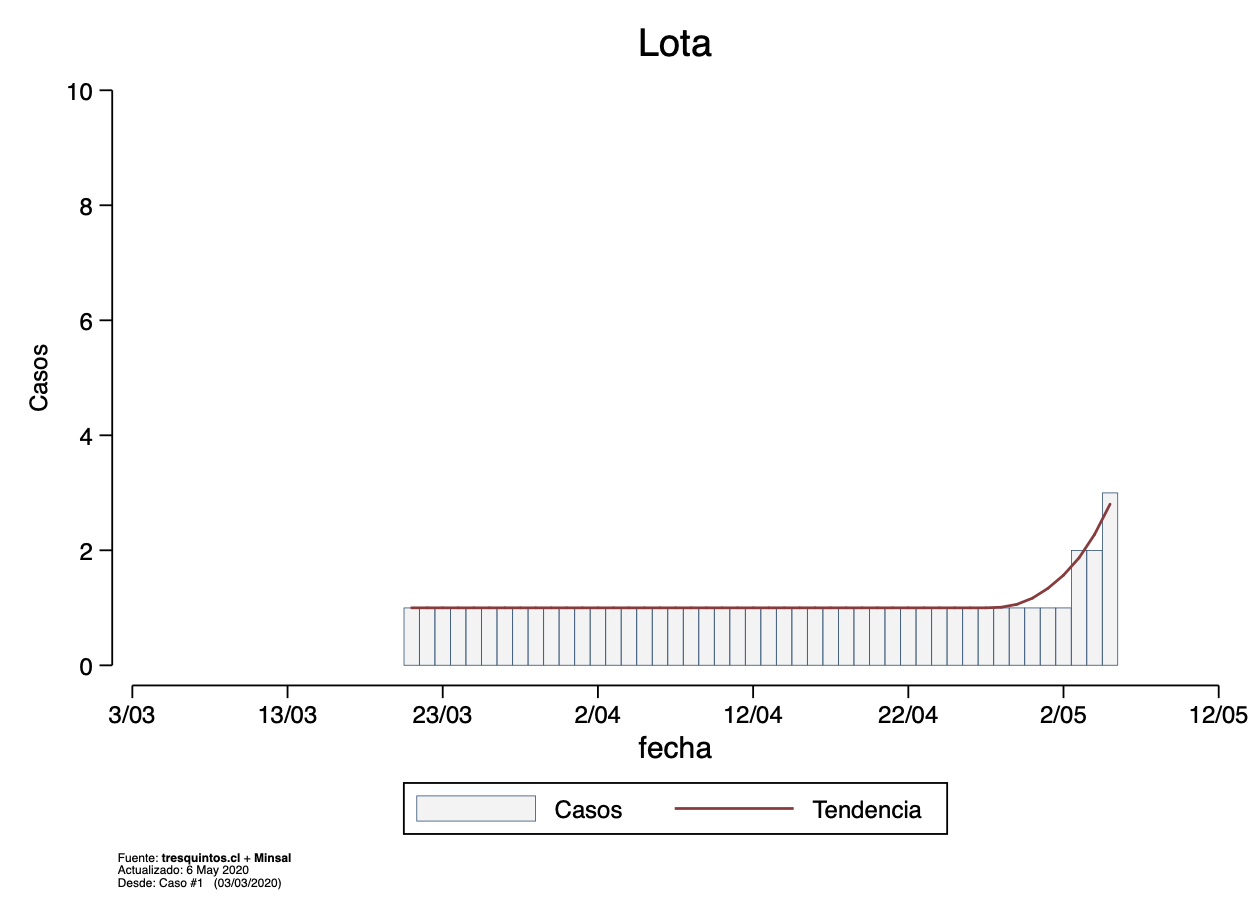 Lota
10
8
6
4
2
0
Casos
3/03 13/03 23/03 2/04 12/04 22/04 2/05 12/05
fecha
Casos Tendencia
Fuente: tresquintos.cl + Minsal
Actualizado: 6 May 2020
Desde: Caso #1 (03/03/2020)